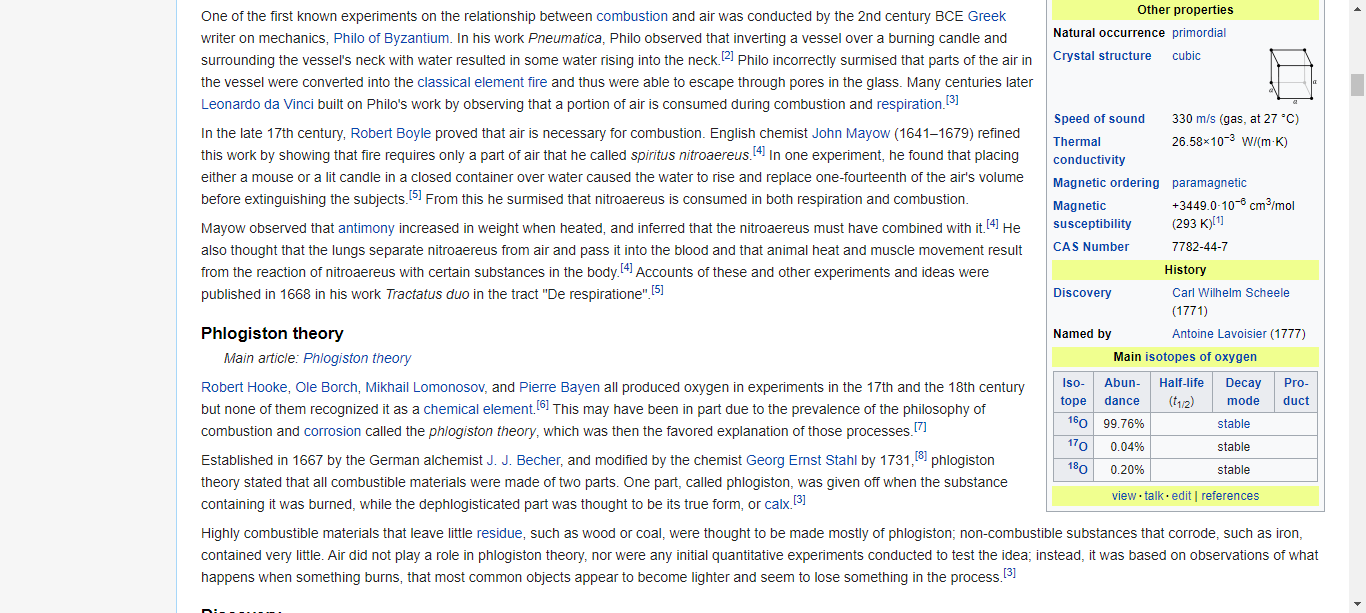 One of the first known experiments on the relationship between combustion and air was conducted by the 2nd century BCE Greek
writer on mechanics, Philo of Byzantium. In his work Pneumatica, Philo observed that inverting a vessel over a burning candle and
surrounding the vessel's neck with water resulted in some water rising into the neck.[2] Philo incorrectly surmised that parts of the air in
the vessel were converted into the classical element fire and thus were able to escape through pores in the glass. Many centuries later
Leonardo da Vinci built on Philo's work by observing that a portion of air is consumed during combustion and respiration.[3]
In the late 17th century, Robert Boyle proved that air is necessary for combustion. English chemist John Mayow (1641–1679) refined
this work by showing that fire requires only a part of air that he called spiritus nitroaereus.[4] In one experiment, he found that placing
either a mouse or a lit candle in a closed container over water caused the water to rise and replace one-fourteenth of the air's volume
before extinguishing the subjects.[5] From this he surmised that nitroaereus is consumed in both respiration and combustion.
Mayow observed that antimony increased in weight when heated, and inferred that the nitroaereus must have combined with it.[4] He
also thought that the lungs separate nitroaereus from air and pass it into the blood and that animal heat and muscle movement result
from the reaction of nitroaereus with certain substances in the body.[4] Accounts of these and other experiments and ideas were
published in 1668 in his work Tractatus duo in the tract "De respiratione".[5]
Phlogiston theory
Main article: Phlogiston theory
Robert Hooke, Ole Borch, Mikhail Lomonosov, and Pierre Bayen all produced oxygen in experiments in the 17th and the 18th century
but none of them recognized it as a chemical element.[6] This may have been in part due to the prevalence of the philosophy of
combustion and corrosion called the phlogiston theory, which was then the favored explanation of those processes.[7]
Established in 1667 by the German alchemist J. J. Becher, and modified by the chemist Georg Ernst Stahl by 1731,[8] phlogiston
theory stated that all combustible materials were made of two parts. One part, called phlogiston, was given off when the substance
containing it was burned, while the dephlogisticated part was thought to be its true form, or calx.[3]
Highly combustible materials that leave little residue, such as wood or coal, were thought to be made mostly of phlogiston; non-combustible substances that corrode, such as iron,
contained very little. Air did not play a role in phlogiston theory, nor were any initial quantitative experiments conducted to test the idea; instead, it was based on observations of what
happens when something burns, that most common objects appear to become lighter and seem to lose something in the process.[3]
Discovery
Other properties
Natural occurrence primordial
Crystal structure cubic
a
a
a
Speed of sound 330 m/s (gas, at 27 °C)
Thermal
conductivity 26.58×10−3 W/(m·K)
Magnetic ordering paramagnetic
Magnetic
susceptibility +3449.0·10−6 cm3/mol
(293 K)[1]
CAS Number 7782-44-7
History
Discovery Carl Wilhelm Scheele
(1771)
Named by Antoine Lavoisier (1777)
Main isotopes of oxygen
Iso-
tope Abun-
dance Half-life
(t1/2) Decay
mode Pro-
duct
16O 99.76% stable
17O 0.04% stable
18O 0.20% stable
view · talk · edit | references